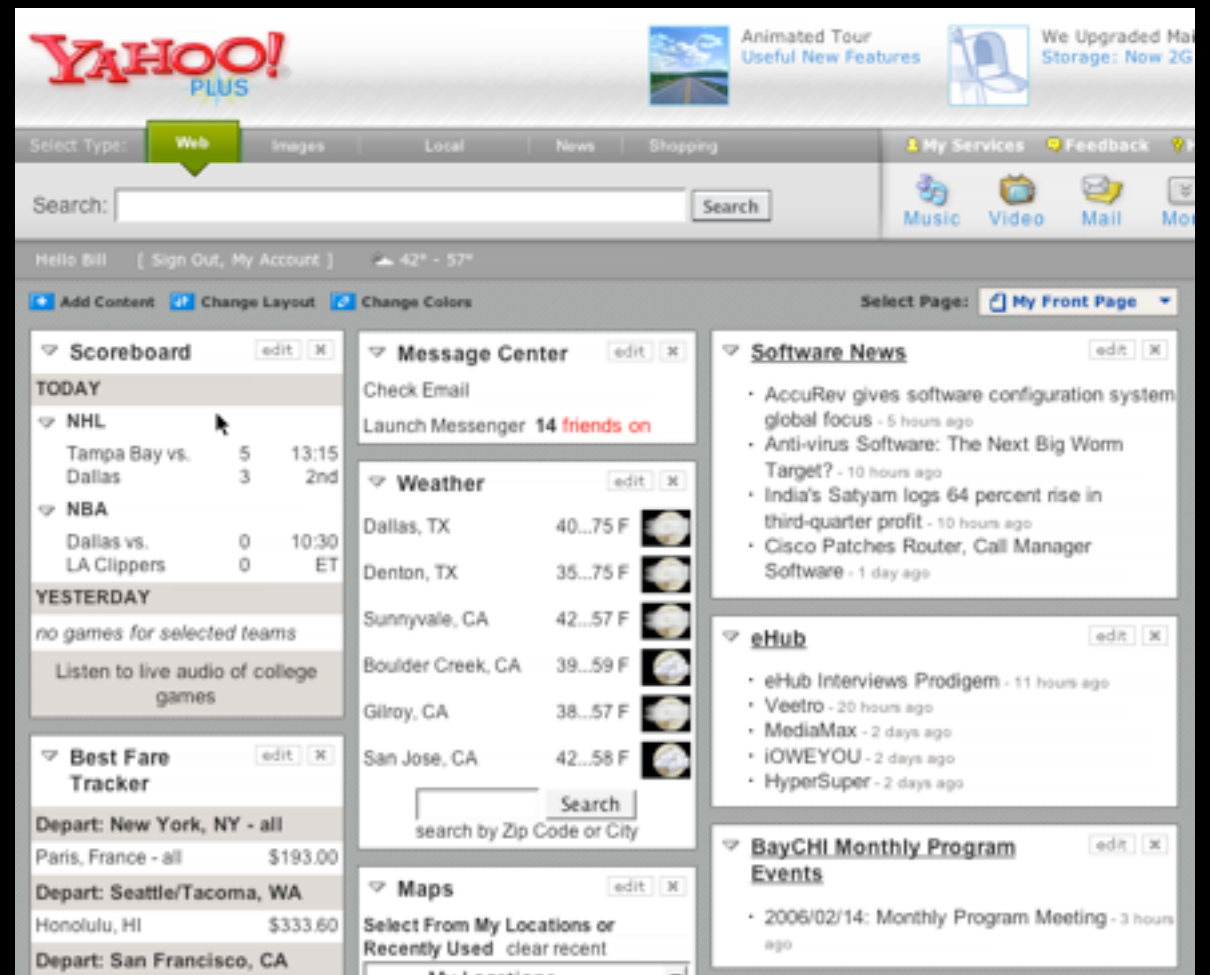 YAHOO!
PLUS
Animated Tour
Useful New Features
We Upgraded Mai
Storage: Now 2G
Select Type: Web Images Local News Shopping
My Services Feedback
Search: Search
Music Video Mail Mor
Hello Bill [ Sign Out, My Account ] 42° - 57°
Add Content Change Layout Change Colors
Select Page: My Front Page
Scoreboard edit
TODAY
NHL
Tampa Bay vs. 5 13:15
Dallas 3 2nd
NBA
Dallas vs. 0 10:30
LA Clippers 0 ET
YESTERDAY
no games for selected teams
Listen to live audio of college
games
Best Fare edit
Tracker
Depart: New York, NY - all
Paris, France - all $193.00
Depart: Seattle/Tacoma, WA
Honolulu, HI $333.60
Depart: San Francisco, CA
Message Center edit
Check Email
Launch Messenger 14 friends on
Weather edit
Dallas, TX 40...75 F
Denton, TX 35...75 F
Sunnyvale, CA 42...57 F
Boulder Creek, CA 39...59 F
Gilroy, CA 38...57 F
San Jose, CA 42...58 F
Search
search by Zip Code or City
Maps edit
Select From My Locations or
Recently Used clear recent
My Locations
Software News edit
· AccuRev gives software configuration system
global focus - 5 hours ago
· Anti-virus Software: The Next Big Worm
Target? - 10 hours ago
· India's Satyam logs 64 percent rise in
third-quarter profit - 10 hours ago
· Cisco Patches Router, Call Manager
Software - 1 day ago
eHub edit
· eHub Interviews Prodigem - 11 hours ago
· Veetro - 20 hours ago
· MediaMax - 2 days ago
· iOWEYOU - 2 days ago
· HyperSuper - 2 days ago
BayCHI Monthly Program edit
Events
· 2006/02/14: Monthly Program Meeting - 3 hours
ago